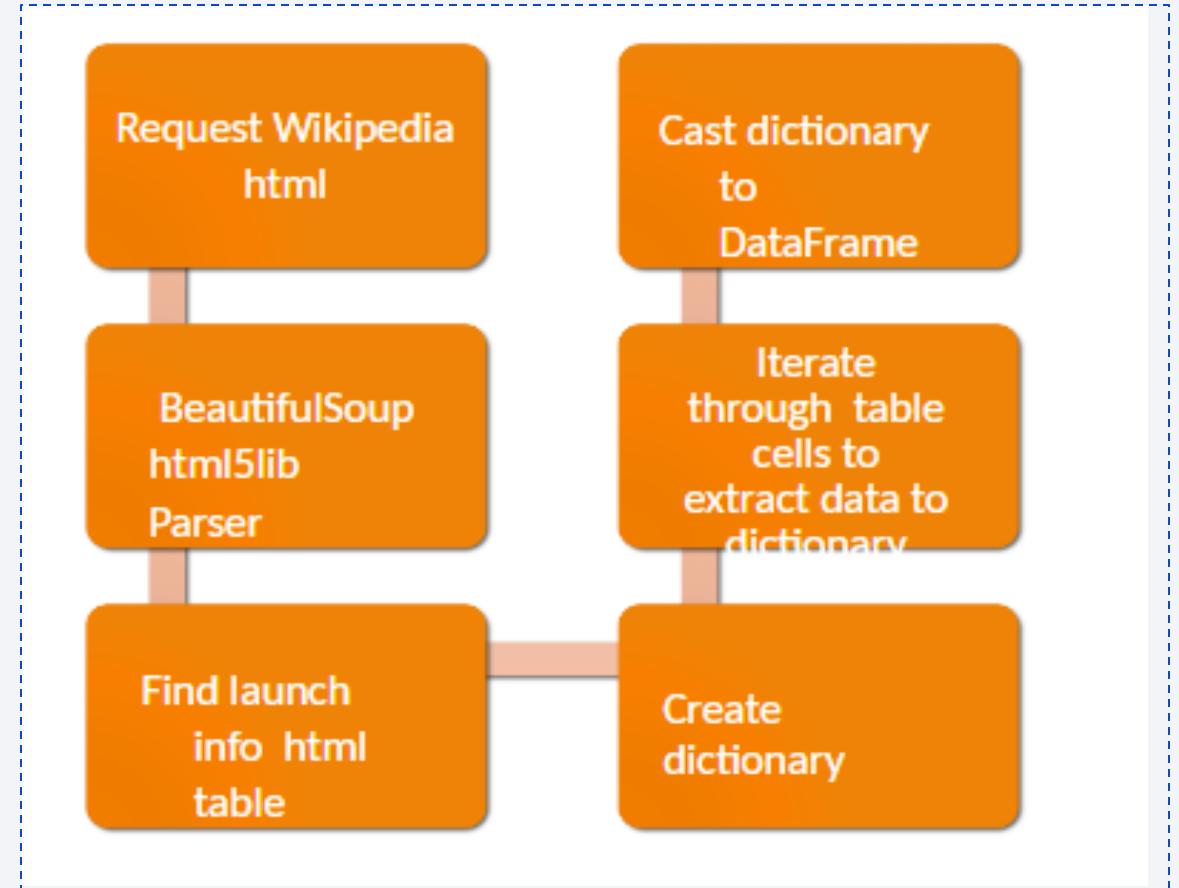 Request Wikipedia
html
BeautifulSoup
html5lib
Parser
Find launch
info html
table
Create
dictionary
Iterate
through table
cells to
extract data to
dictionary
Cast dictionary
to
DataFrame